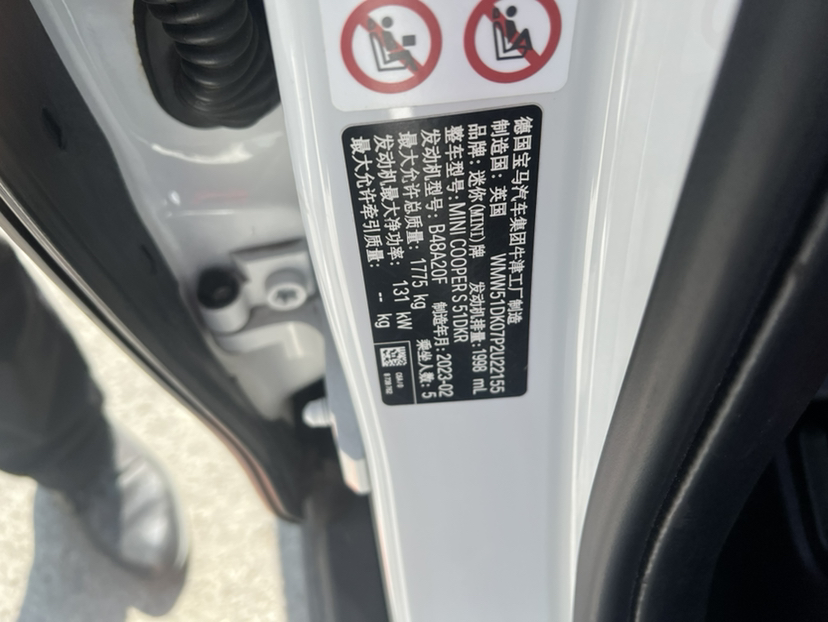 德国宝马汽车集团牛津工厂制造
制造国: 英国 WMW51DK07P2U22155
品牌: 迷你(MINI)牌 发动机排量: 1998 mL
整车型号: MINI COOPER S 51DKR
发动机型号: B48A20F 制造年月: 2023-02
最大允许总质量: 1775 kg 乘坐人数: 5
发动机最大净功率: 131 kW
最大允许牵引质量: -- kg